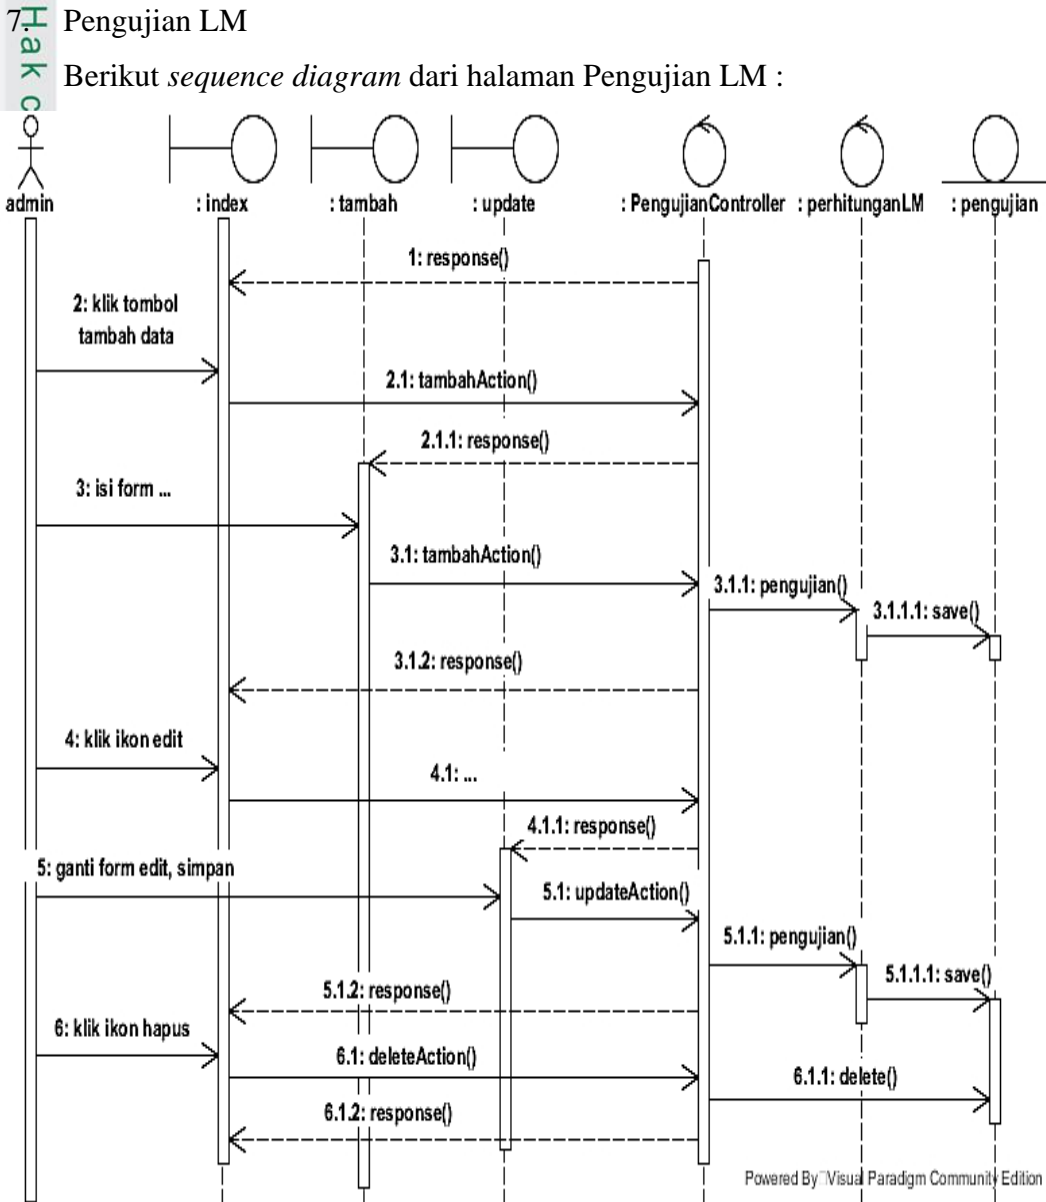 7. Pengujian LM
Hak c
Berikut sequence diagram dari halaman Pengujian LM :
admin
: index
: tambah
: update
: PengujianController
: perhitunganLM
: pengujian
1: response()
2: klik tombol
tambah data
2.1: tambahAction()
2.1.1: response()
3: isi form ...
3.1: tambahAction()
3.1.1: pengujian()
3.1.1.1: save()
3.1.2: response()
4: klik ikon edit
4.1: ...
4.1.1: response()
5: ganti form edit, simpan
5.1: updateAction()
5.1.1: pengujian()
5.1.1.1: save()
5.1.2: response()
6: klik ikon hapus
6.1: deleteAction()
6.1.1: delete()
6.1.2: response()
Powered By□Visual Paradigm Community Edition